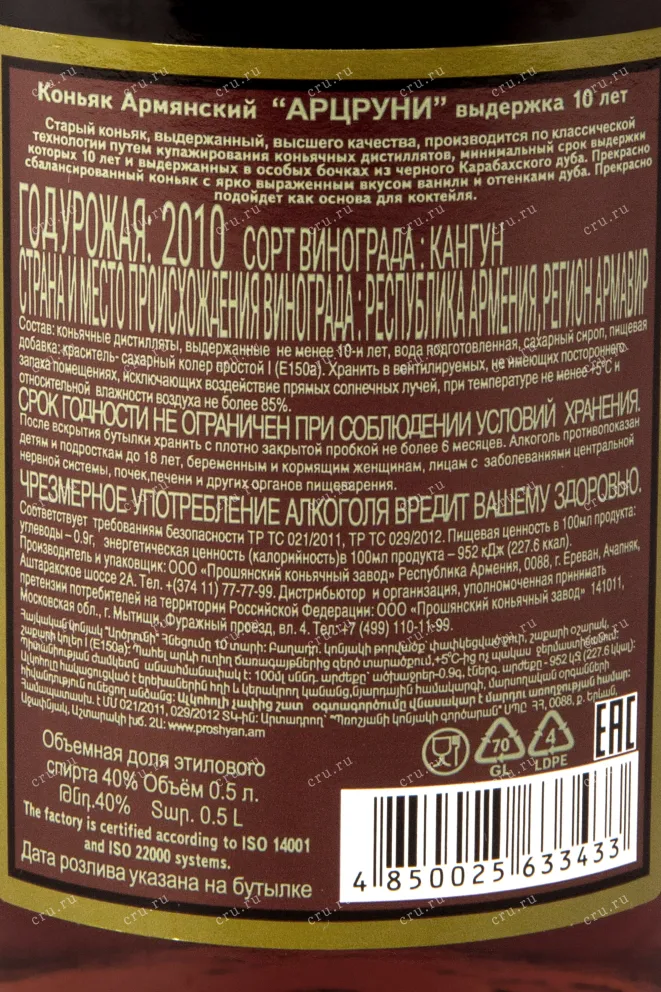 Коньяк Армянский "АРЦРУНИ" выдержка 10 лет
Старый коньяк, выдержанный, высшего качества, производится по классической
технологии путем купажирования коньячных дистиллятов, минимальный срок выдержки
которых 10 лет и выдержанных в особых бочках из черного Карабахского дуба. Прекрасно
сбалансированный коньяк с ярко выраженным вкусом ванили и оттенками дуба. Прекрасно
подойдет как основа для коктейля.
ГОД УРОЖАЯ: 2010 СОРТ ВИНОГРАДА : КАНГУН
СТРАНА И МЕСТО ПРОИСХОЖДЕНИЯ ВИНОГРАДА : РЕСПУБЛИКА АРМЕНИЯ, РЕГИОН АРМАВИР
Состав: коньячные дистилляты, выдержанные не менее 10-и лет, вода подготовленная, сахарный сироп, пищевая
добавка: краситель- сахарный колер простой I (Е150а). Хранить в вентилируемых, не имеющих постороннего
запаха помещениях, исключающих воздействие прямых солнечных лучей, при температуре не менее +5°С и
относительной влажности воздуха не более 85%.
СРОК ГОДНОСТИ НЕ ОГРАНИЧЕН ПРИ СОБЛЮДЕНИИ УСЛОВИЙ ХРАНЕНИЯ.
После вскрытия бутылки хранить с плотно закрытой пробкой не более 6 месяцев. Алкоголь противопоказан
детям и подросткам до 18 лет, беременным и кормящим женщинам, лицам с заболеваниями центральной
нервной системы, почек,печени и других органов пищеварения.
ЧРЕЗМЕРНОЕ УПОТРЕБЛЕНИЕ АЛКОГОЛЯ ВРЕДИТ ВАШЕМУ ЗДОРОВЬЮ.
Соответствует требованиям безопасности ТР ТС 021/2011, ТР ТС 029/2012. Пищевая ценность в 100мл продукта:
углеводы – 0.9г, энергетическая ценность (калорийность)в 100мл продукта – 952 кДж (227.6 ккал).
Производитель и упаковщик: ООО «Прошянский коньячный завод» Республика Армения, 0088, г. Ереван, Ачапняк,
Аштаракское шоссе 2А. Тел. +(374 11) 77-77-99. Дистрибьютор и организация, уполномоченная принимать
претензии потребителей на территории Российской Федерации: ООО «Прошянский коньячный завод» 141011,
Московская обл., г. Мытищи, Фуражный проезд, вл. 4. Тел.:+7 (499) 110-11-99.
www.proshyan.am
Объемная доля этилового
спирта 40% Объём 0.5 л.
Թնդ.40% Տար. 0.5 L
The factory is certified according to ISO 14001
and ISO 22000 systems.
Дата розлива указана на бутылке
EAC
70 4
GL LDPE
4 850025 633433
cru.ru